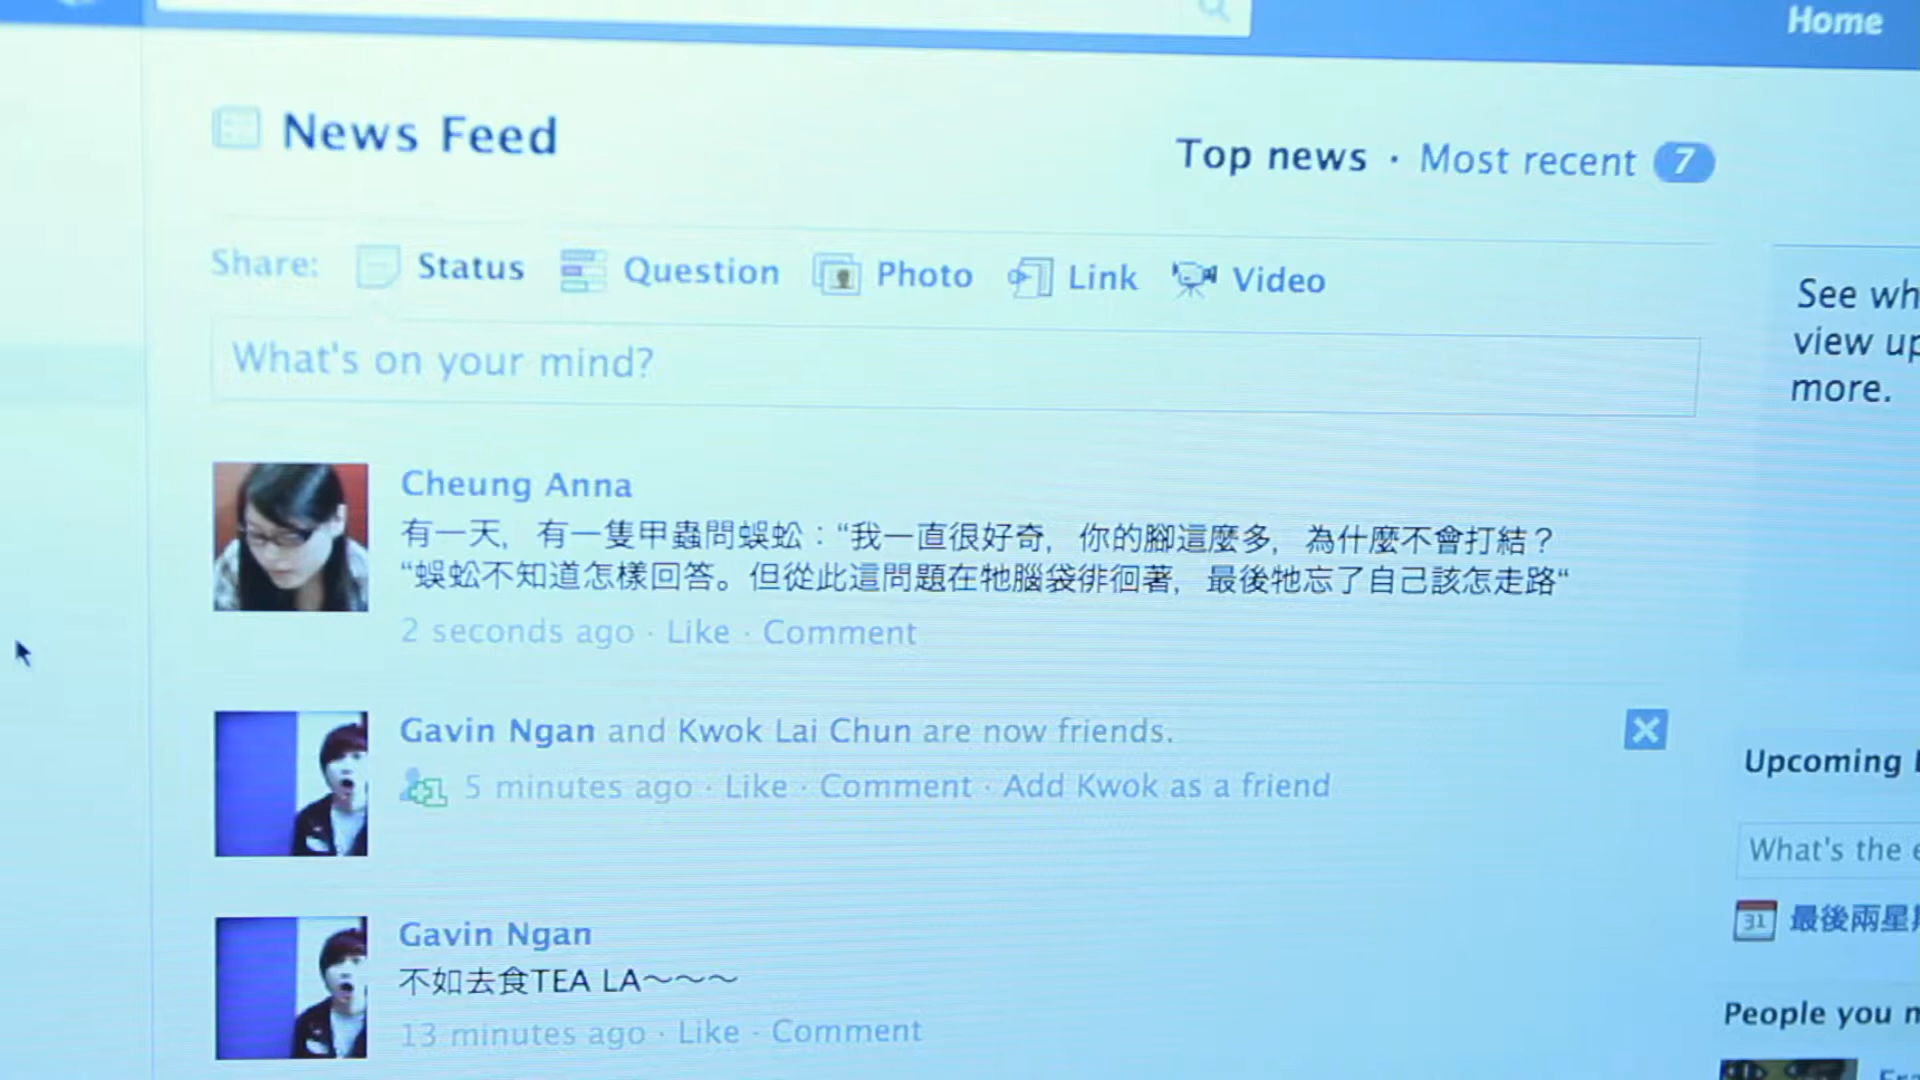 Home
News Feed
Top news · Most recent 7
Share: Status Question Photo Link Video
What's on your mind?
See wh
view up
more.
Cheung Anna
有一天，有一隻甲蟲問蜈蚣：“我一直很好奇，你的腳這麼多，為什麼不會打結？
“蜈蚣不知道怎樣回答。但從此這問題在牠腦袋徘徊著，最後牠忘了自己該怎走路“
2 seconds ago · Like · Comment
Gavin Ngan and Kwok Lai Chun are now friends.
5 minutes ago · Like · Comment · Add Kwok as a friend
Upcoming
What's the e
31 最後兩星期
Gavin Ngan
不如去食TEA LA～～～
13 minutes ago · Like · Comment
People you m